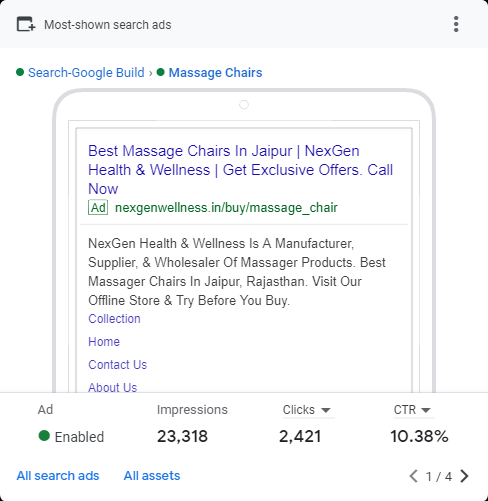 Most-shown search ads
Search-Google Build › Massage Chairs
Best Massage Chairs In Jaipur | NexGen
Health & Wellness | Get Exclusive Offers. Call
Now
Ad nexgenwellness.in/buy/massage_chair
NexGen Health & Wellness Is A Manufacturer,
Supplier, & Wholesaler Of Massager Products. Best
Massager Chairs In Jaipur, Rajasthan. Visit Our
Offline Store & Try Before You Buy.
Collection
Home
Contact Us
About Us
Ad Impressions Clicks CTR
Enabled 23,318 2,421 10.38%
All search ads All assets 1 / 4